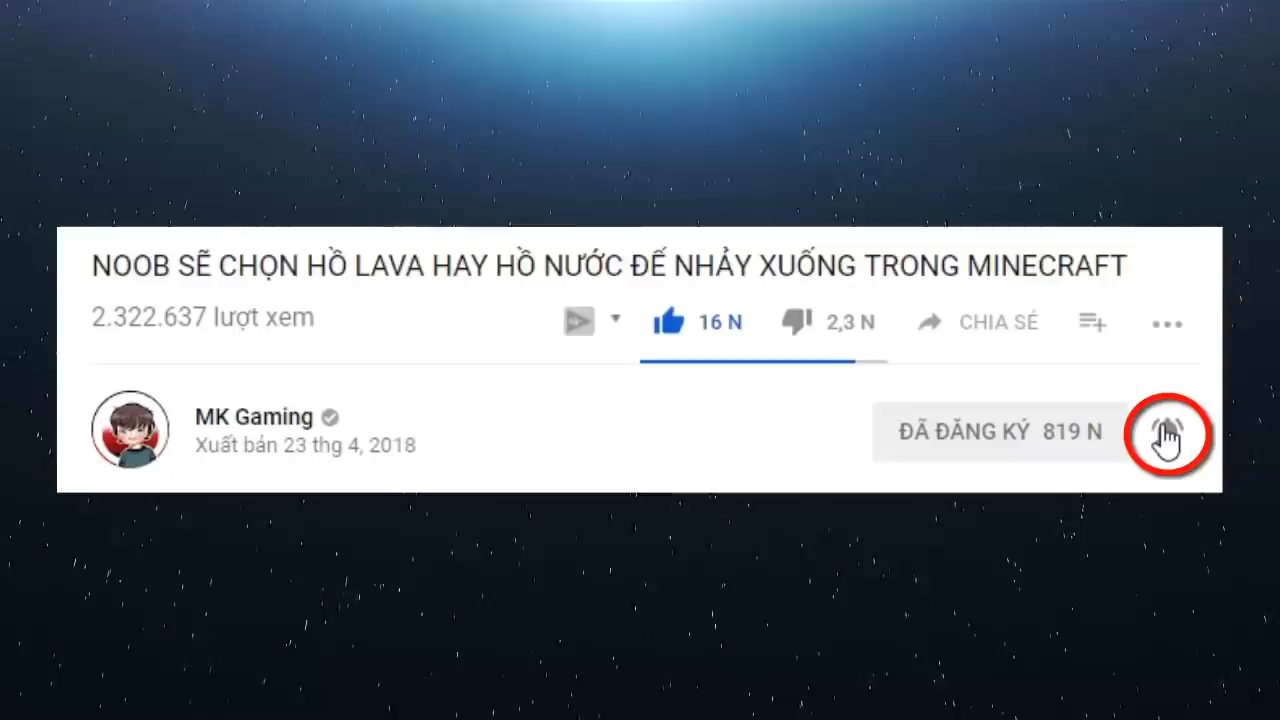 NOOB SẼ CHỌN HỒ LAVA HAY HỒ NƯỚC ĐỂ NHẢY XUỐNG TRONG MINECRAFT
2.322.637 lượt xem
16 N
2,3 N
CHIA SẺ
MK Gaming
Xuất bản 23 thg 4, 2018
ĐÃ ĐĂNG KÝ 819 N